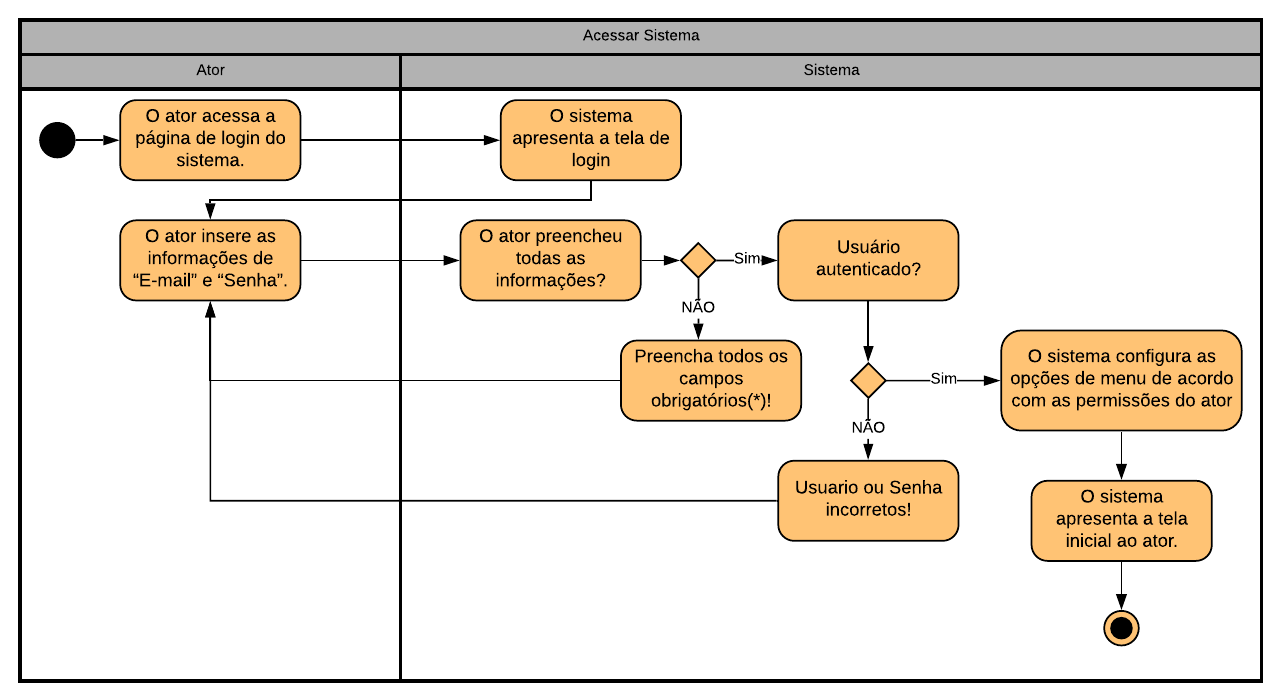 Acessar Sistema
Ator
Sistema
O ator acessa a
página de login do
sistema.
O sistema
apresenta a tela de
login
O ator insere as
informações de
“E-mail” e “Senha”.
O ator preencheu
todas as
informações?
Sim
Usuário
autenticado?
NÃO
Preencha todos os
campos
obrigatórios(*)!
Sim
O sistema configura as
opções de menu de acordo
com as permissões do ator
NÃO
Usuario ou Senha
incorretos!
O sistema
apresenta a tela
inicial ao ator.